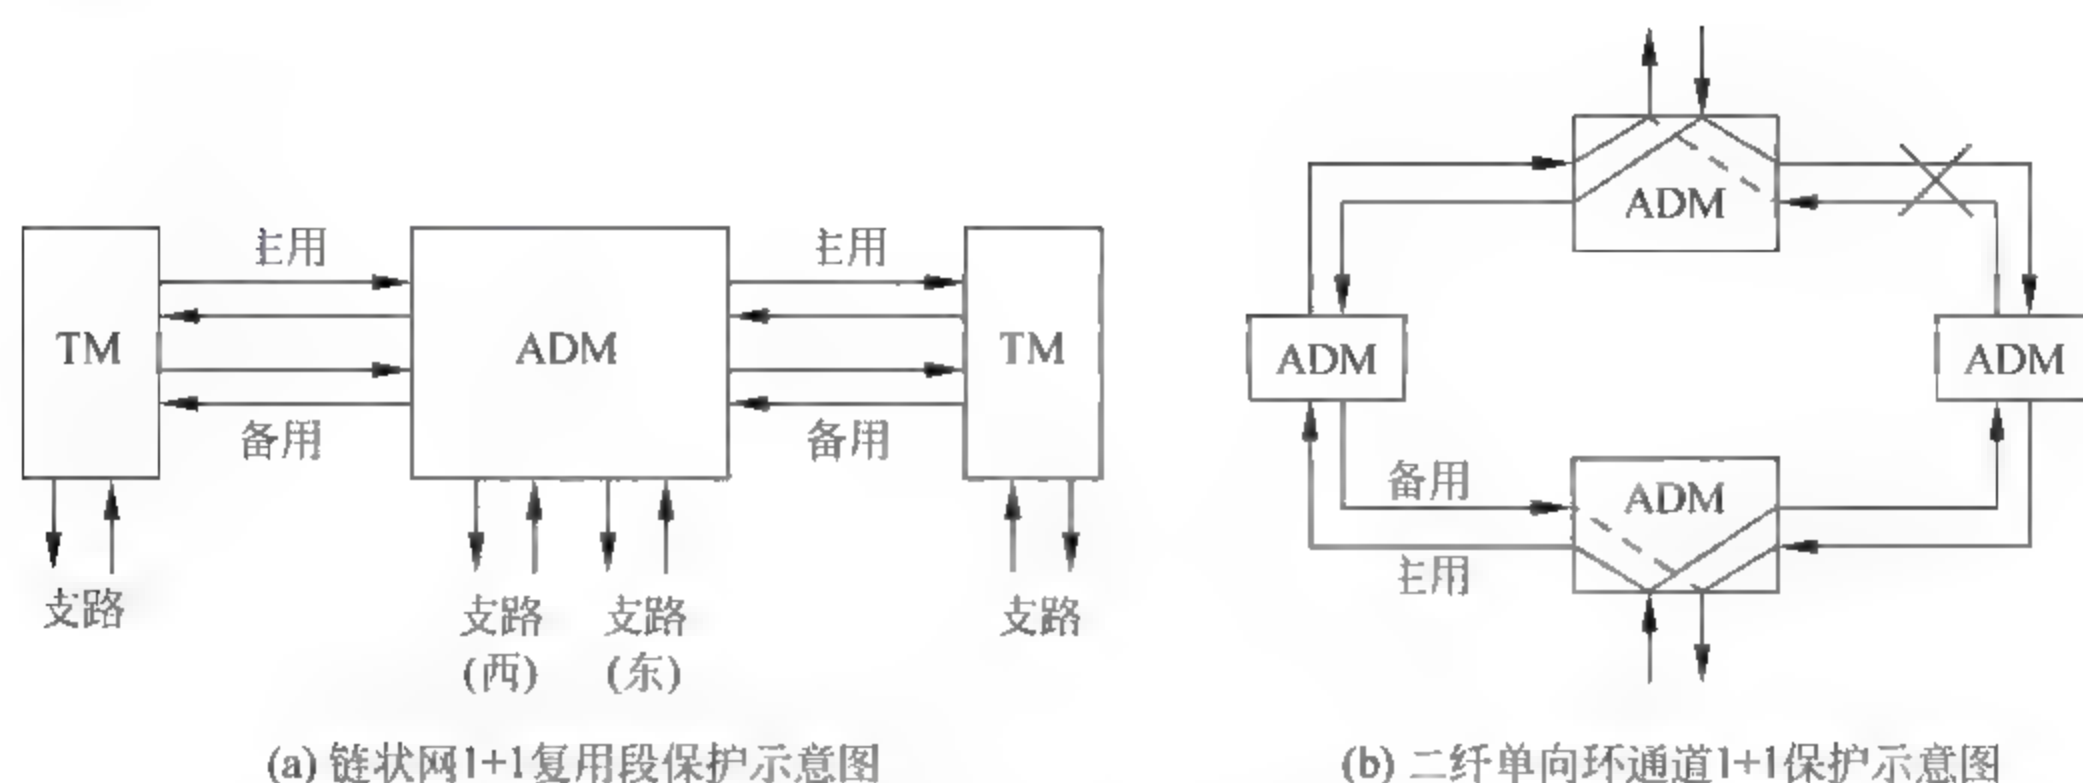 主用
主用
TM
ADM
TM
备用
备用
支路
支路
(西)
支路
(东)
支路
(a) 链状网1+1复用段保护示意图
ADM
ADM
ADM
备用
ADM
主用
(b) 二纤单向环通道1+1保护示意图